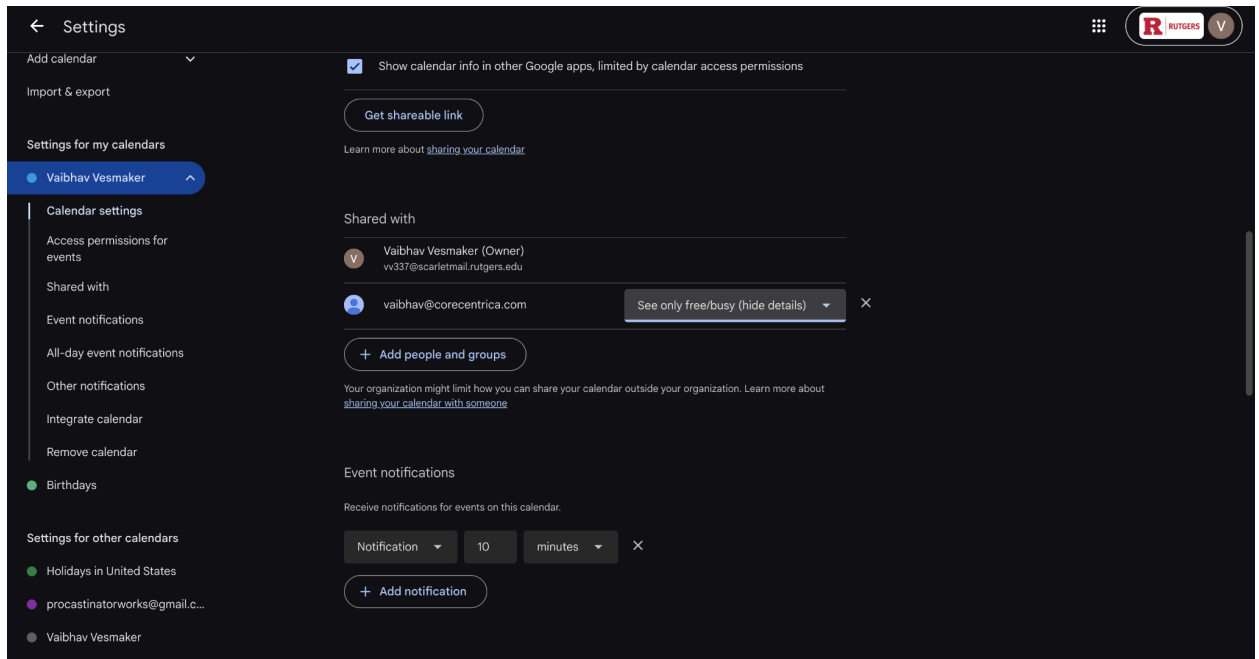 Settings
R RUTGERS V
Add calendar
Import & export
Settings for my calendars
Vaibhav Vesmaker
Calendar settings
Access permissions for
events
Shared with
Event notifications
All-day event notifications
Other notifications
Integrate calendar
Remove calendar
Birthdays
Settings for other calendars
Holidays in United States
procastinatorworks@gmail.c...
Vaibhav Vesmaker
Show calendar info in other Google apps, limited by calendar access permissions
Get shareable link
Learn more about sharing your calendar
Shared with
V
Vaibhav Vesmaker (Owner)
vv337@scarletmail.rutgers.edu
vaibhav@corecentrica.com See only free/busy (hide details)
+ Add people and groups
Your organization might limit how you can share your calendar outside your organization. Learn more about
sharing your calendar with someone
Event notifications
Receive notifications for events on this calendar.
Notification 10 minutes
+ Add notification